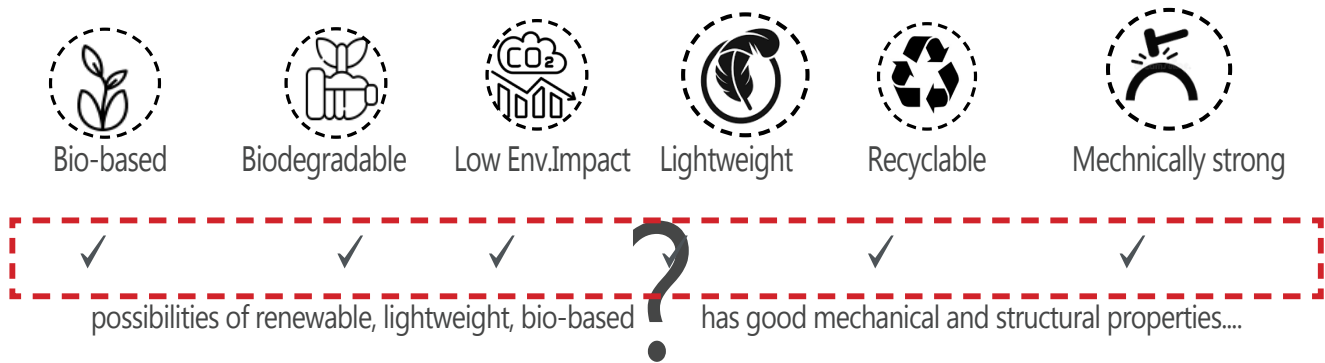 CO2
Bio-based Biodegradable Low Env.Impact Lightweight Recyclable Mechnically strong
✓ ✓ ✓ ✓ ✓ ✓
?
possibilities of renewable, lightweight, bio-based has good mechanical and structural properties....